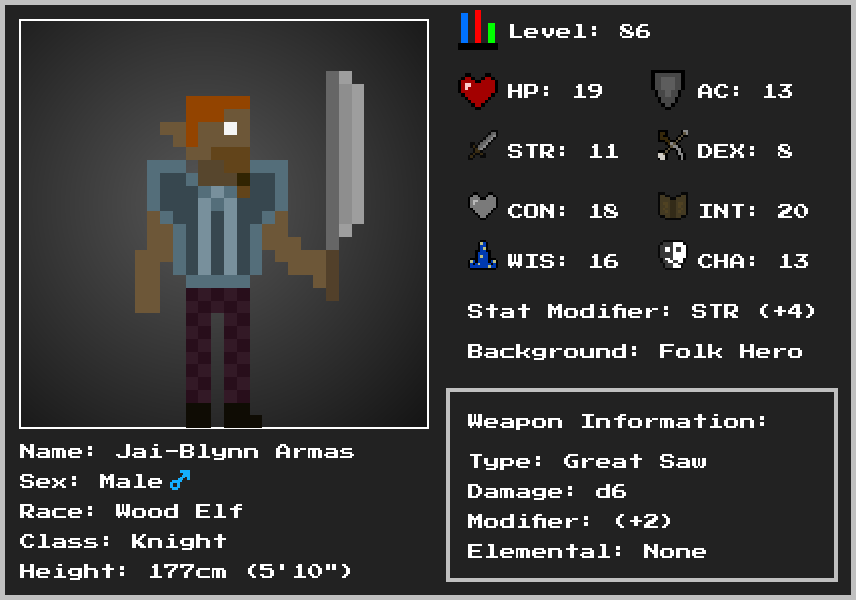 Level: 86
HP: 19
AC: 13
STR: 11
DEX: 8
CON: 18
INT: 20
WIS: 16
CHA: 13
Stat Modifier: STR (+4)
Background: Folk Hero
Weapon Information:
Type: Great Saw
Damage: d6
Modifier: (+2)
Elemental: None
Name: Jai-Blynn Armas
Sex: Male♂
Race: Wood Elf
Class: Knight
Height: 177cm (5'10")